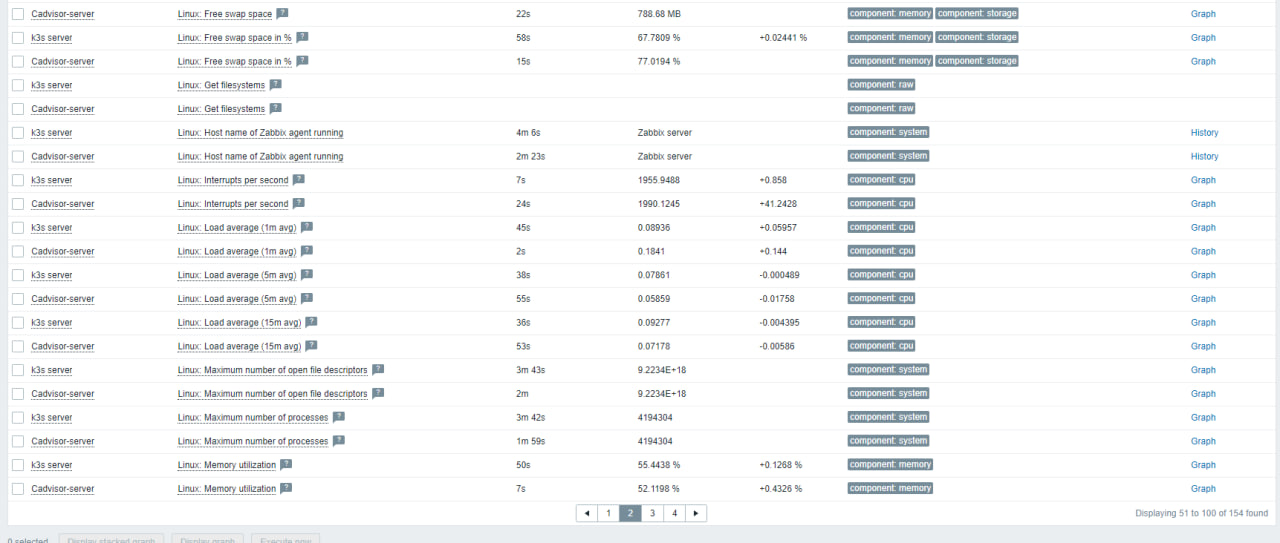 Cadvisor-server Linux: Free swap space ? 22s 788.68 MB component: memory component: storage Graph
k3s server Linux: Free swap space in % ? 58s 67.7809 % +0.02441 % component: memory component: storage Graph
Cadvisor-server Linux: Free swap space in % ? 15s 77.0194 % component: memory component: storage Graph
k3s server Linux: Get filesystems ? component: raw
Cadvisor-server Linux: Get filesystems ? component: raw
k3s server Linux: Host name of Zabbix agent running 4m 6s Zabbix server component: system History
Cadvisor-server Linux: Host name of Zabbix agent running 2m 23s Zabbix server component: system History
k3s server Linux: Interrupts per second ? 7s 1955.9488 +0.858 component: cpu Graph
Cadvisor-server Linux: Interrupts per second ? 24s 1990.1245 +41.2428 component: cpu Graph
k3s server Linux: Load average (1m avg) ? 45s 0.08936 +0.05957 component: cpu Graph
Cadvisor-server Linux: Load average (1m avg) ? 2s 0.1841 +0.144 component: cpu Graph
k3s server Linux: Load average (5m avg) ? 38s 0.07861 -0.000489 component: cpu Graph
Cadvisor-server Linux: Load average (5m avg) ? 55s 0.05859 -0.01758 component: cpu Graph
k3s server Linux: Load average (15m avg) ? 36s 0.09277 -0.004395 component: cpu Graph
Cadvisor-server Linux: Load average (15m avg) ? 53s 0.07178 -0.00586 component: cpu Graph
k3s server Linux: Maximum number of open file descriptors ? 3m 43s 9.2234E+18 component: system Graph
Cadvisor-server Linux: Maximum number of open file descriptors ? 2m 9.2234E+18 component: system Graph
k3s server Linux: Maximum number of processes ? 3m 42s 4194304 component: system Graph
Cadvisor-server Linux: Maximum number of processes ? 1m 59s 4194304 component: system Graph
k3s server Linux: Memory utilization ? 50s 55.4438 % +0.1268 % component: memory Graph
Cadvisor-server Linux: Memory utilization ? 7s 52.1198 % +0.4326 % component: memory Graph
1 2 3 4 Displaying 51 to 100 of 154 found
0 selected Display stacked graph Display graph Execute now